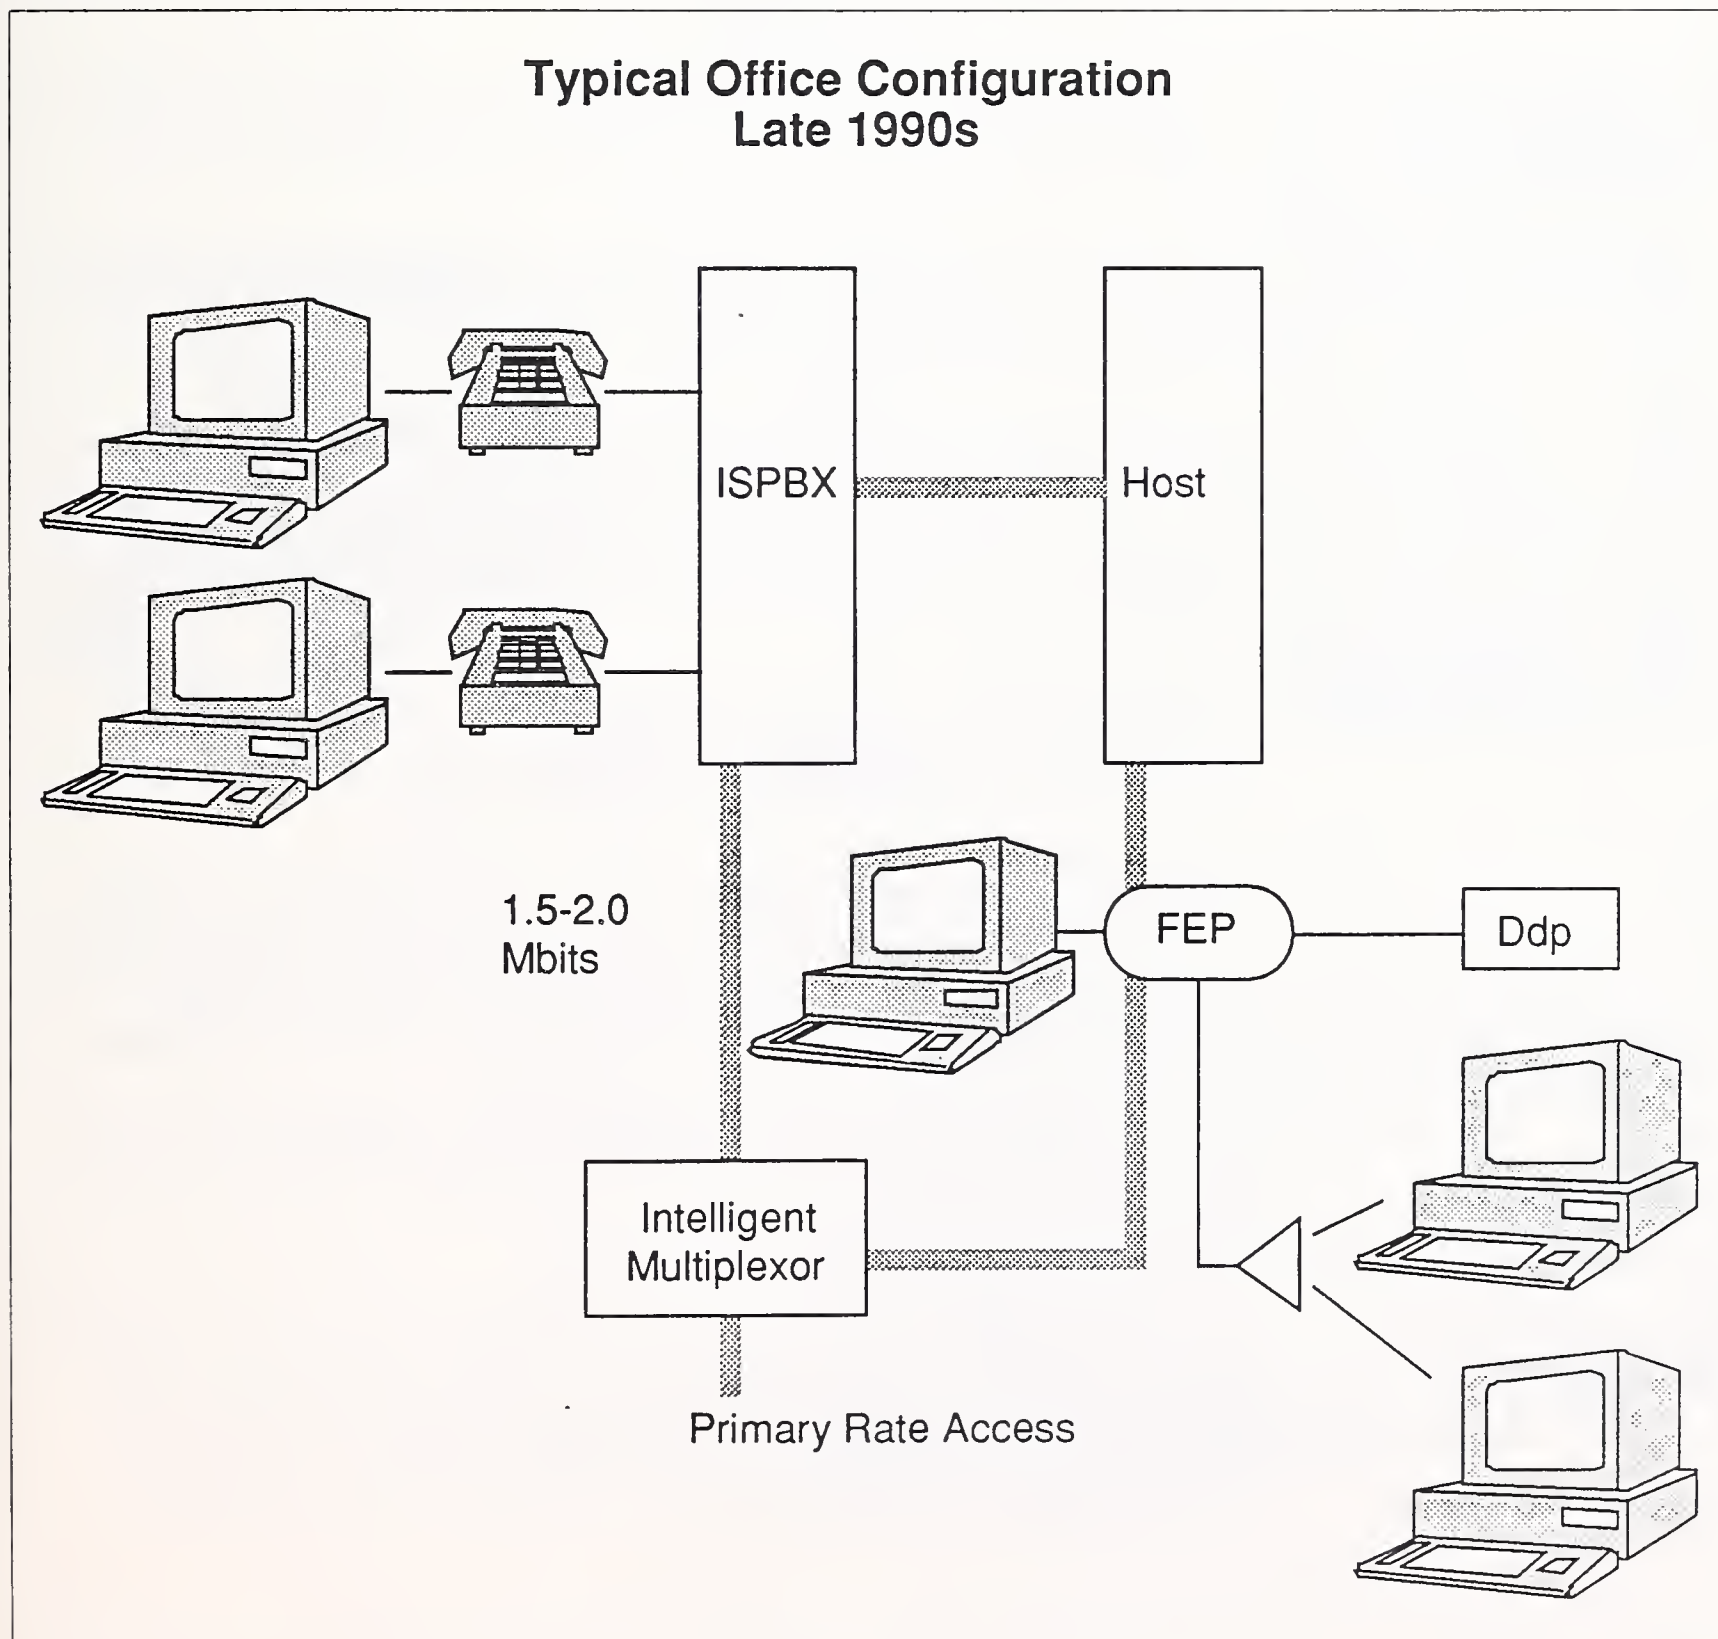 Typical Office Configuration
Late 1990s
ISPBX
Host
1.5-2.0
Mbits
FEP
Ddp
Intelligent
Multiplexor
Primary Rate Access